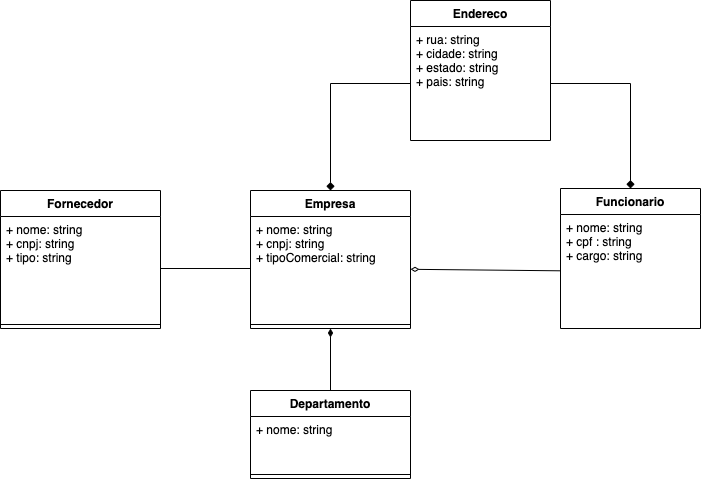 Endereco
+ rua: string
+ cidade: string
+ estado: string
+ pais: string
Fornecedor
+ nome: string
+ cnpj: string
+ tipo: string
Empresa
+ nome: string
+ cnpj: string
+ tipoComercial: string
Funcionario
+ nome: string
+ cpf : string
+ cargo: string
Departamento
+ nome: string